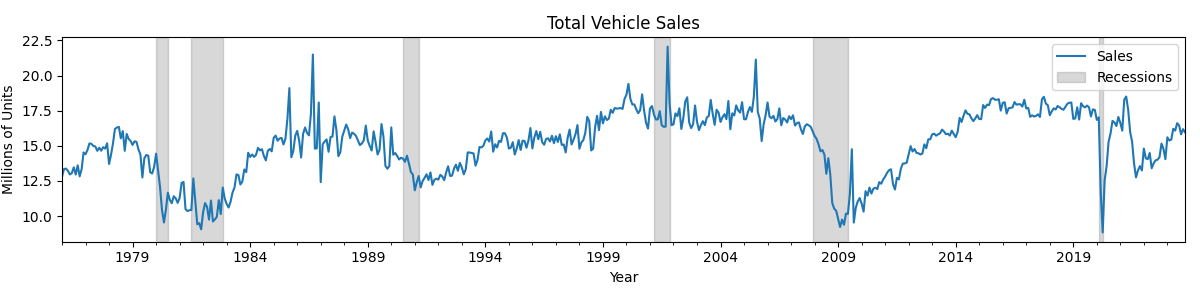 Total Vehicle Sales
22.5
20.0
17.5
15.0
12.5
10.0
Millions of Units
Sales
Recessions
1979 1984 1989 1994 1999 2004 2009 2014 2019
Year